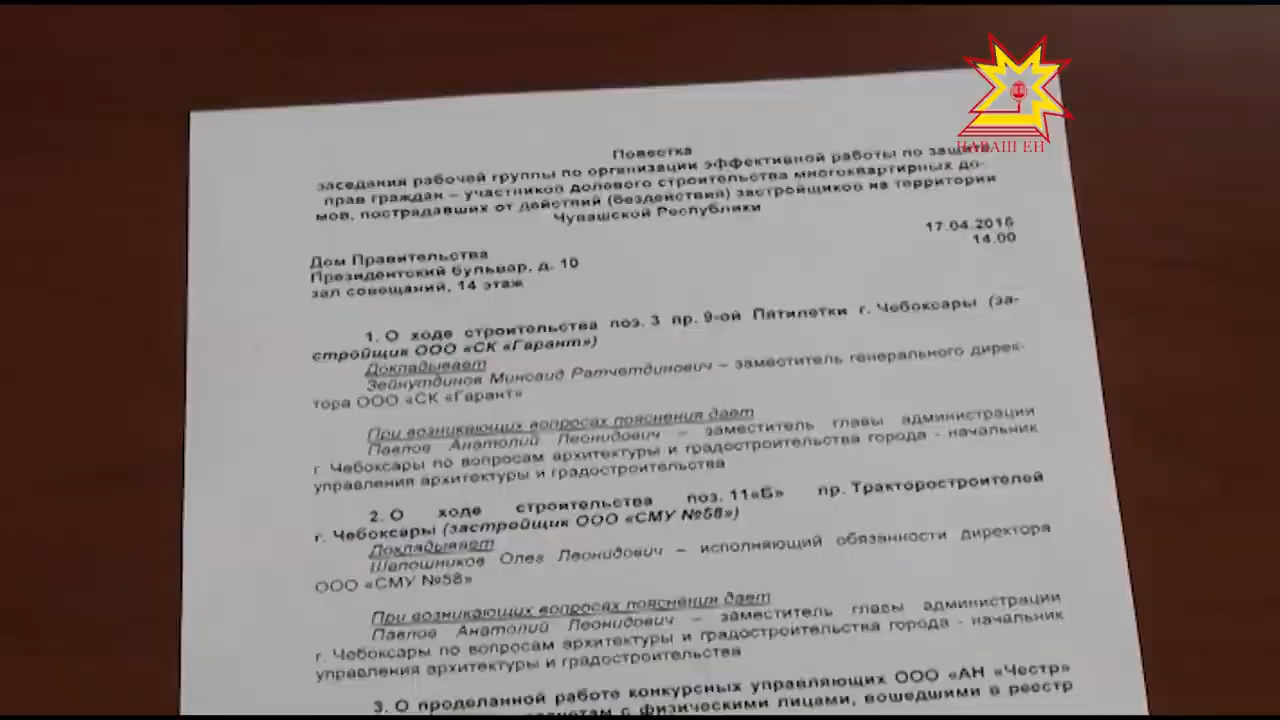 ЧӐВАШ ЕН
Повестка
заседания рабочей группы по организации эффективной работы по защите
прав граждан – участников долевого строительства многоквартирных до-
мов, пострадавших от действий (бездействия) застройщиков на территории
Чувашской Республики
17.04.2016
14.00
Дом Правительства
Президентский бульвар, д. 10
зал совещаний, 14 этаж
1. О ходе строительства поз. 3 пр. 9-ой Пятилетки г. Чебоксары (за-
стройщик ООО «СК «Гарант»)
Докладывает
Зейнутдинов Минсаид Ратчетдинович – заместитель генерального дирек-
тора ООО «СК «Гарант»
При возникающих вопросах пояснения дает
Павлов Анатолий Леонидович – заместитель главы администрации
г. Чебоксары по вопросам архитектуры и градостроительства города - начальник
управления архитектуры и градостроительства
2. О ходе строительства поз. 11«Б» пр. Тракторостроителей
г. Чебоксары (застройщик ООО «СМУ №58»)
Докладывает
Шапошников Олег Леонидович – исполняющий обязанности директора
ООО «СМУ №58»
При возникающих вопросах пояснения дает
Павлов Анатолий Леонидович – заместитель главы администрации
г. Чебоксары по вопросам архитектуры и градостроительства города - начальник
управления архитектуры и градостроительства
3. О проделанной работе конкурсных управляющих ООО «АН «Честр»
с физическими лицами, вошедшими в реестр